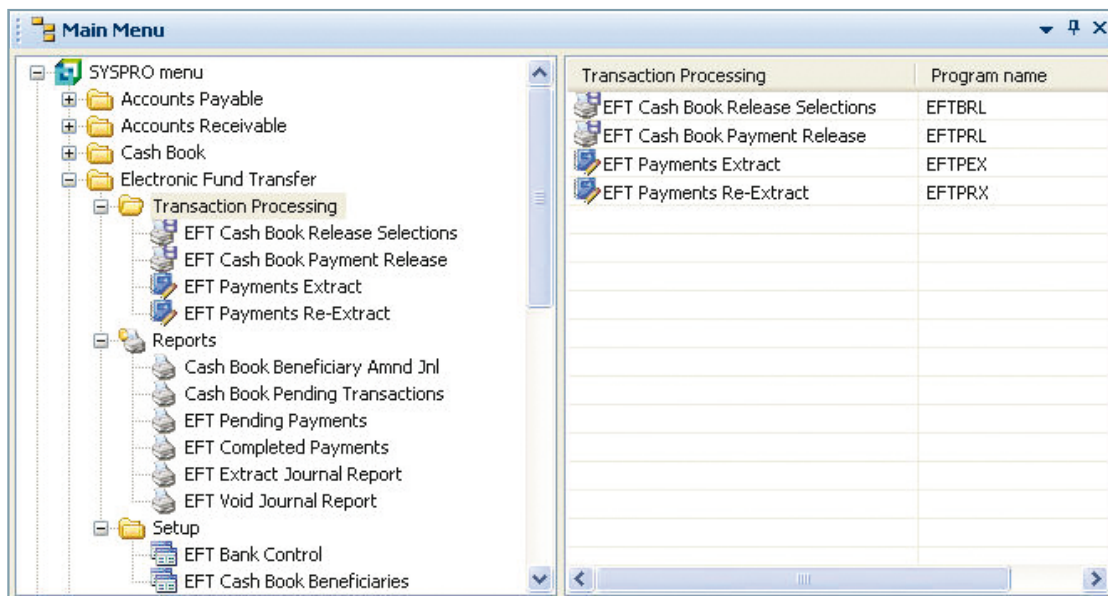 Main Menu
SYSPRO menu
Accounts Payable
Accounts Receivable
Cash Book
Electronic Fund Transfer
Transaction Processing
EFT Cash Book Release Selections
EFT Cash Book Payment Release
EFT Payments Extract
EFT Payments Re-Extract
Reports
Cash Book Beneficiary Amnd Jnl
Cash Book Pending Transactions
EFT Pending Payments
EFT Completed Payments
EFT Extract Journal Report
EFT Void Journal Report
Setup
EFT Bank Control
EFT Cash Book Beneficiaries
Transaction Processing Program name
EFT Cash Book Release Selections EFTBRL
EFT Cash Book Payment Release EFTPRL
EFT Payments Extract EFTPEX
EFT Payments Re-Extract EFTPRX